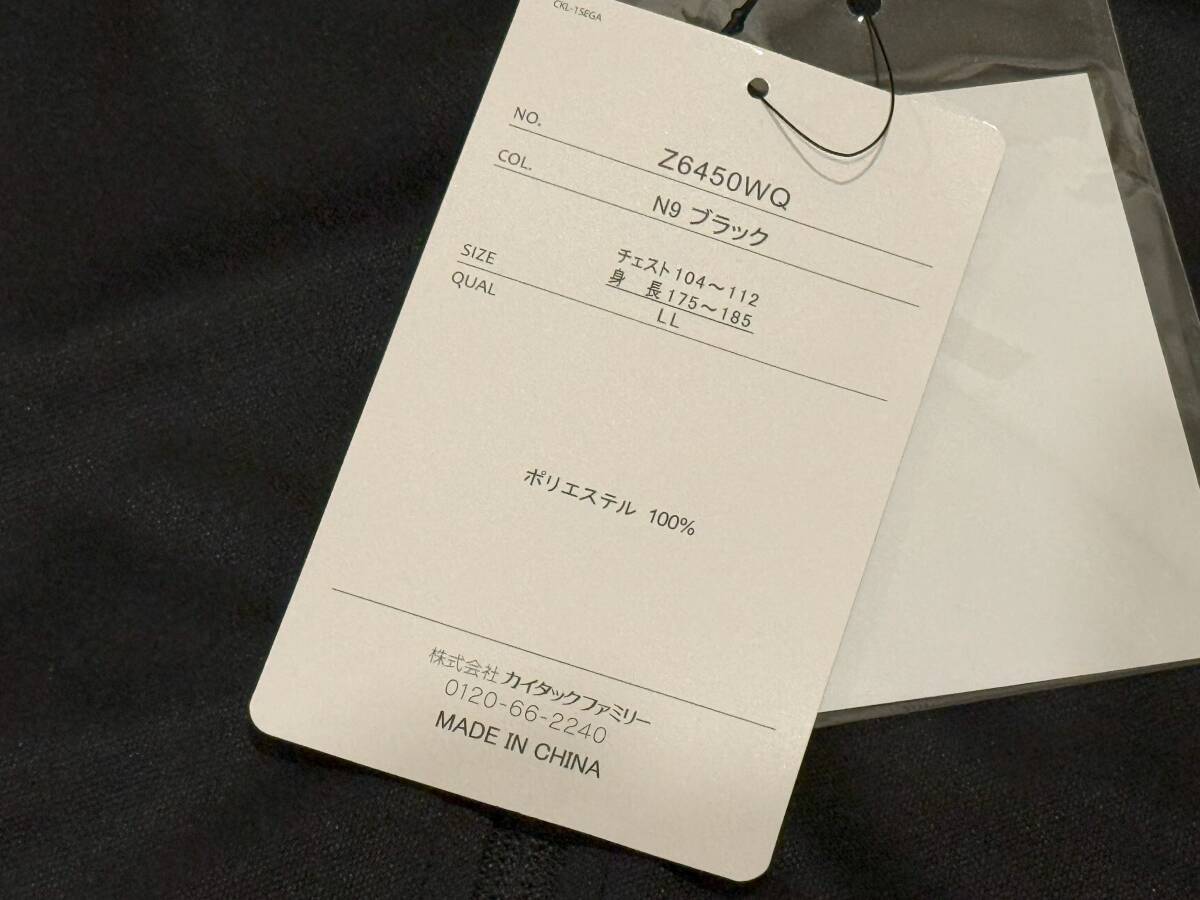 CKL-15EGA
NO.
Z6450WQ
COL.
N9 ブラック
チェスト104～112
身 長175～185
SIZE
LL
QUAL
ポリエステル 100%
株式会社カイタックファミリー
0120-66-2240
MADE IN CHINA